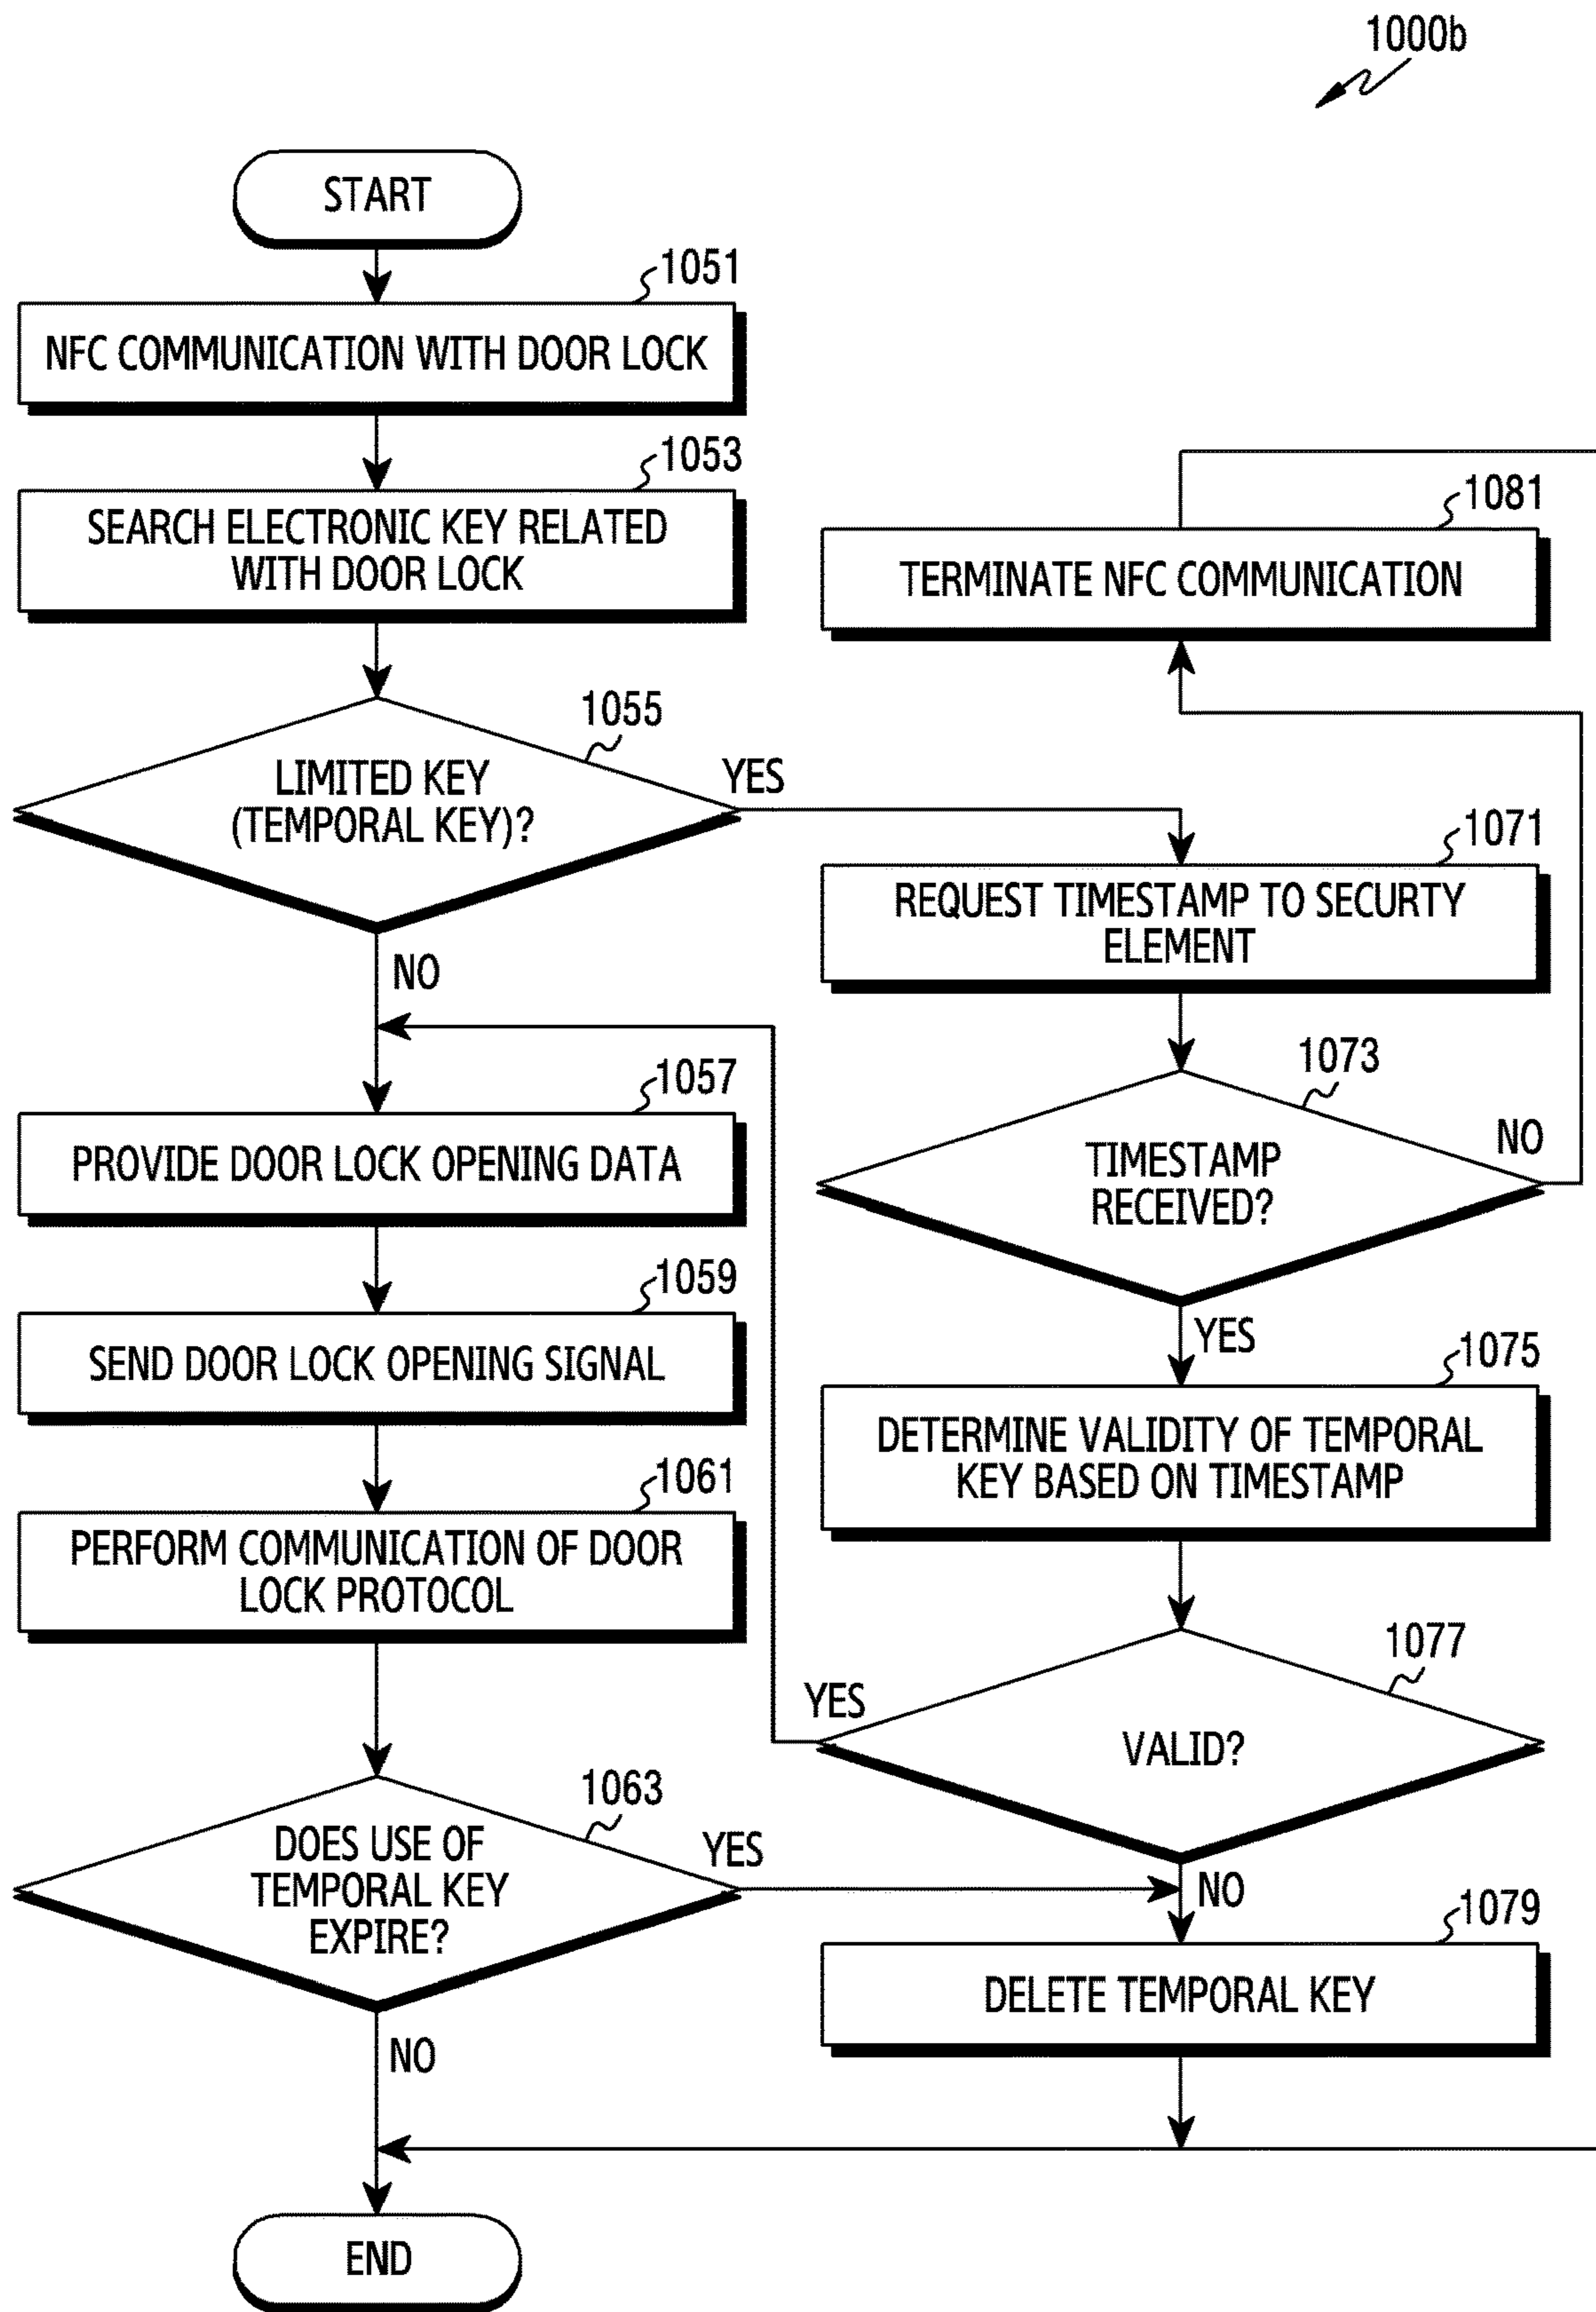 1000b
START
1051
NFC COMMUNICATION WITH DOOR LOCK
1053
SEARCH ELECTRONIC KEY RELATED
WITH DOOR LOCK
1055
LIMITED KEY
(TEMPORAL KEY)?
YES
NO
1057
PROVIDE DOOR LOCK OPENING DATA
1059
SEND DOOR LOCK OPENING SIGNAL
1061
PERFORM COMMUNICATION OF DOOR
LOCK PROTOCOL
1063
DOES USE OF
TEMPORAL KEY
EXPIRE?
YES
NO
END
1081
TERMINATE NFC COMMUNICATION
1071
REQUEST TIMESTAMP TO SECURTY
ELEMENT
1073
TIMESTAMP
RECEIVED?
NO
YES
1075
DETERMINE VALIDITY OF TEMPORAL
KEY BASED ON TIMESTAMP
1077
VALID?
YES
NO
1079
DELETE TEMPORAL KEY